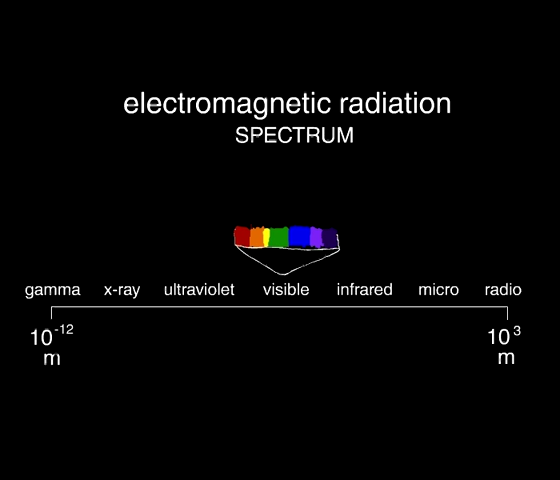 electromagnetic radiation
SPECTRUM
gamma x-ray ultraviolet visible infrared micro radio
10⁻¹² 10³
m m